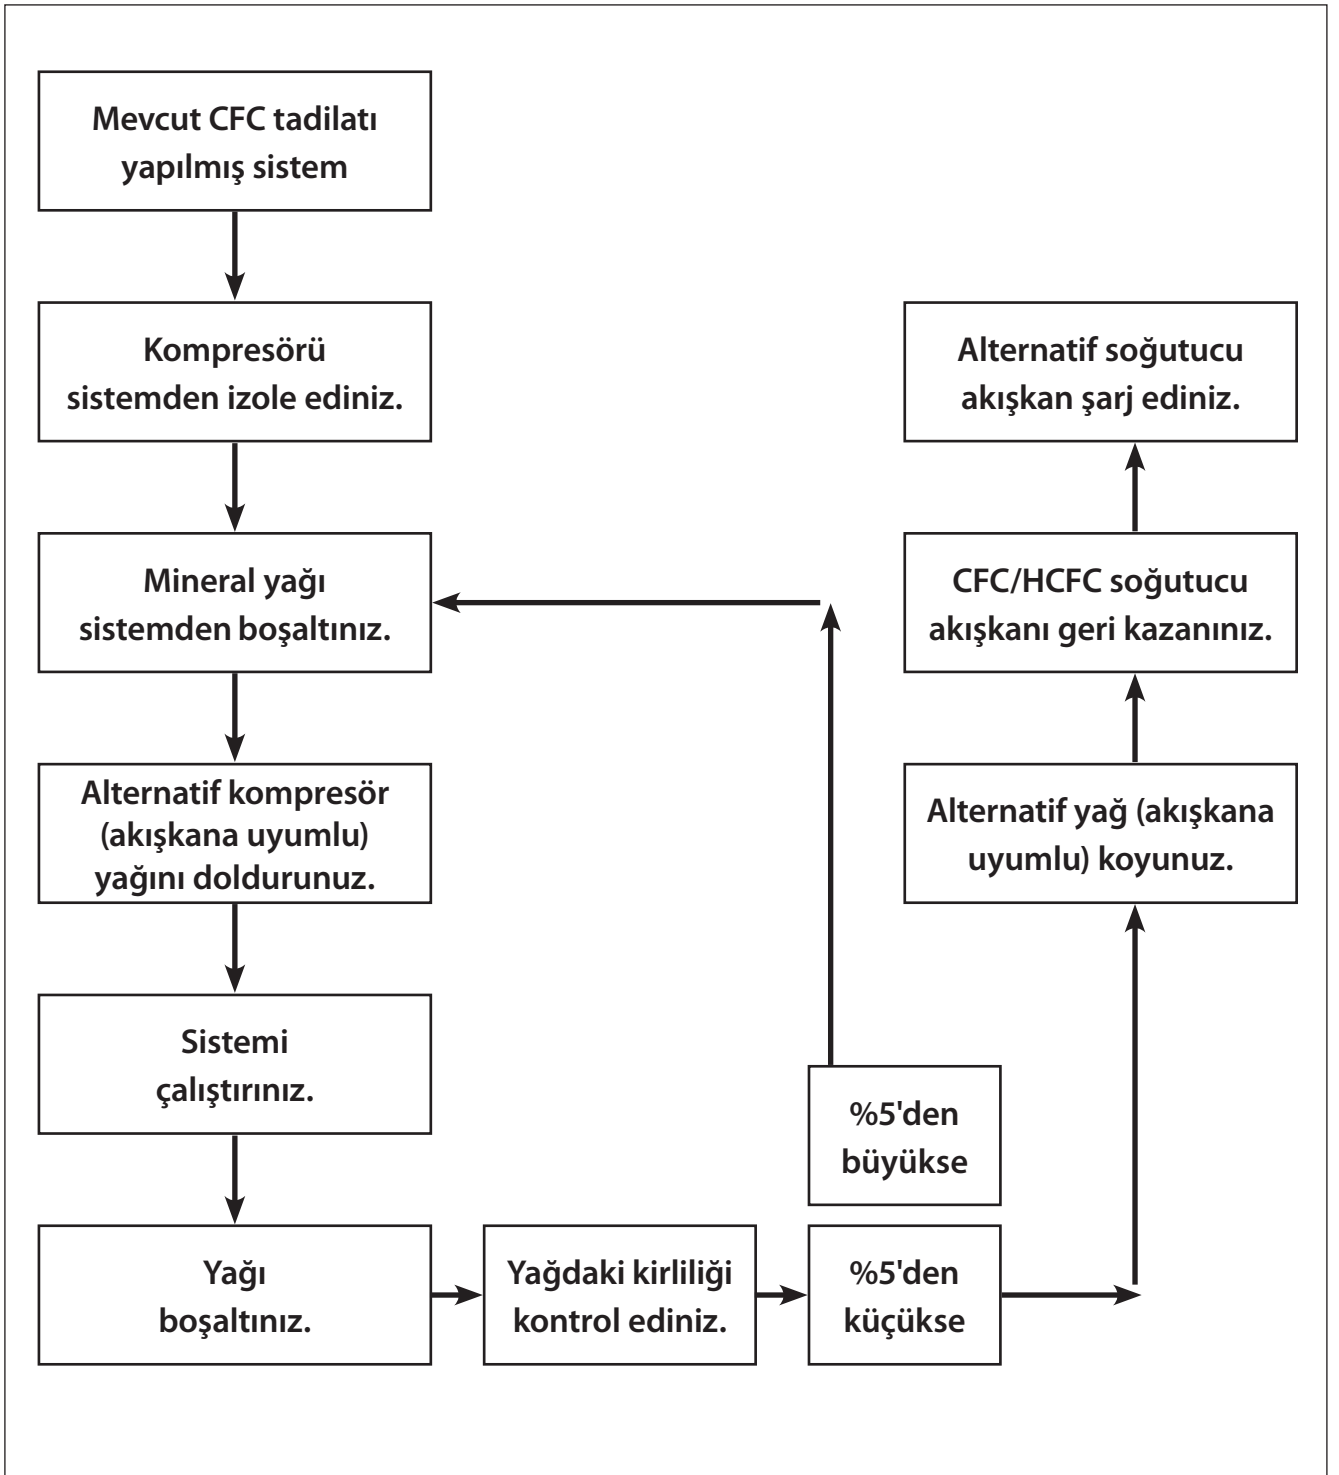 Mevcut CFC tadilatı
yapılmış sistem
Kompresörü
sistemden izole ediniz.
Mineral yağı
sistemden boşaltınız.
Alternatif kompresör
(akışkana uyumlu)
yağını doldurunuz.
Sistemi
çalıştırınız.
Yağı
boşaltınız.
Yağdaki kirliliği
kontrol ediniz.
%5'den
büyükse
%5'den
küçükse
Alternatif yağ (akışkana
uyumlu) koyunuz.
CFC/HCFC soğutucu
akışkanı geri kazanınız.
Alternatif soğutucu
akışkan şarj ediniz.